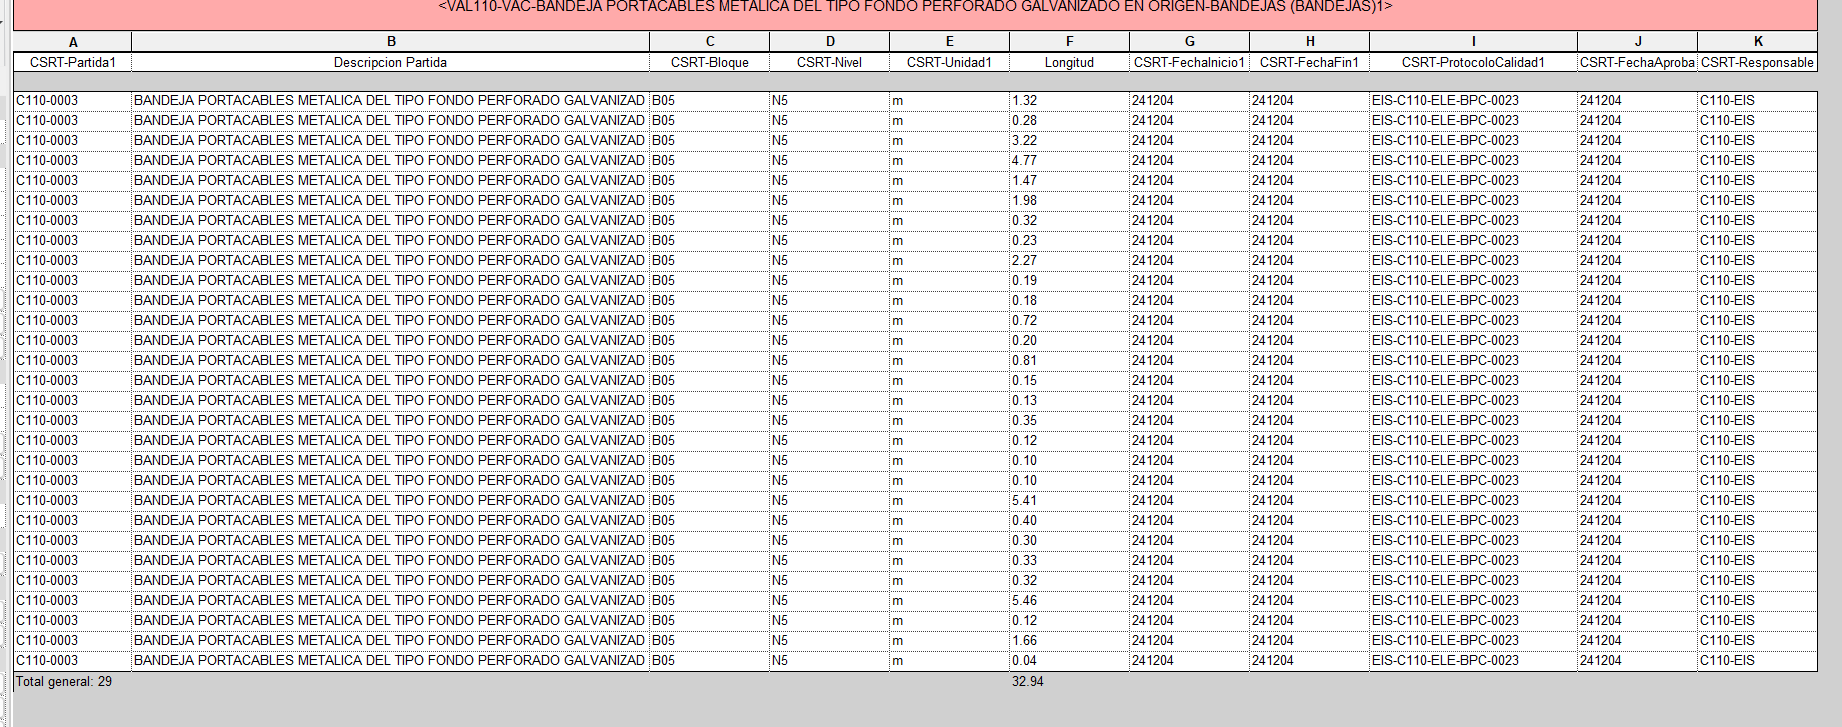 <VAL110-VAC-BANDEJA PORTACABLES METALICA DEL TIPO FONDO PERFORADO GALVANIZADO EN ORIGEN-BANDEJAS (BANDEJAS)1>
A B C D E F G H I J K
CSRT-Partida1 Descripcion Partida CSRT-Bloque CSRT-Nivel CSRT-Unidad1 Longitud CSRT-FechaInicio1 CSRT-FechaFin1 CSRT-ProtocoloCalidad1 CSRT-FechaAproba CSRT-Responsable
C110-0003 BANDEJA PORTACABLES METALICA DEL TIPO FONDO PERFORADO GALVANIZAD B05 N5 m 1.32 241204 241204 EIS-C110-ELE-BPC-0023 241204 C110-EIS
C110-0003 BANDEJA PORTACABLES METALICA DEL TIPO FONDO PERFORADO GALVANIZAD B05 N5 m 0.28 241204 241204 EIS-C110-ELE-BPC-0023 241204 C110-EIS
C110-0003 BANDEJA PORTACABLES METALICA DEL TIPO FONDO PERFORADO GALVANIZAD B05 N5 m 3.22 241204 241204 EIS-C110-ELE-BPC-0023 241204 C110-EIS
C110-0003 BANDEJA PORTACABLES METALICA DEL TIPO FONDO PERFORADO GALVANIZAD B05 N5 m 4.77 241204 241204 EIS-C110-ELE-BPC-0023 241204 C110-EIS
C110-0003 BANDEJA PORTACABLES METALICA DEL TIPO FONDO PERFORADO GALVANIZAD B05 N5 m 1.47 241204 241204 EIS-C110-ELE-BPC-0023 241204 C110-EIS
C110-0003 BANDEJA PORTACABLES METALICA DEL TIPO FONDO PERFORADO GALVANIZAD B05 N5 m 1.98 241204 241204 EIS-C110-ELE-BPC-0023 241204 C110-EIS
C110-0003 BANDEJA PORTACABLES METALICA DEL TIPO FONDO PERFORADO GALVANIZAD B05 N5 m 0.32 241204 241204 EIS-C110-ELE-BPC-0023 241204 C110-EIS
C110-0003 BANDEJA PORTACABLES METALICA DEL TIPO FONDO PERFORADO GALVANIZAD B05 N5 m 0.23 241204 241204 EIS-C110-ELE-BPC-0023 241204 C110-EIS
C110-0003 BANDEJA PORTACABLES METALICA DEL TIPO FONDO PERFORADO GALVANIZAD B05 N5 m 2.27 241204 241204 EIS-C110-ELE-BPC-0023 241204 C110-EIS
C110-0003 BANDEJA PORTACABLES METALICA DEL TIPO FONDO PERFORADO GALVANIZAD B05 N5 m 0.19 241204 241204 EIS-C110-ELE-BPC-0023 241204 C110-EIS
C110-0003 BANDEJA PORTACABLES METALICA DEL TIPO FONDO PERFORADO GALVANIZAD B05 N5 m 0.18 241204 241204 EIS-C110-ELE-BPC-0023 241204 C110-EIS
C110-0003 BANDEJA PORTACABLES METALICA DEL TIPO FONDO PERFORADO GALVANIZAD B05 N5 m 0.72 241204 241204 EIS-C110-ELE-BPC-0023 241204 C110-EIS
C110-0003 BANDEJA PORTACABLES METALICA DEL TIPO FONDO PERFORADO GALVANIZAD B05 N5 m 0.20 241204 241204 EIS-C110-ELE-BPC-0023 241204 C110-EIS
C110-0003 BANDEJA PORTACABLES METALICA DEL TIPO FONDO PERFORADO GALVANIZAD B05 N5 m 0.81 241204 241204 EIS-C110-ELE-BPC-0023 241204 C110-EIS
C110-0003 BANDEJA PORTACABLES METALICA DEL TIPO FONDO PERFORADO GALVANIZAD B05 N5 m 0.15 241204 241204 EIS-C110-ELE-BPC-0023 241204 C110-EIS
C110-0003 BANDEJA PORTACABLES METALICA DEL TIPO FONDO PERFORADO GALVANIZAD B05 N5 m 0.13 241204 241204 EIS-C110-ELE-BPC-0023 241204 C110-EIS
C110-0003 BANDEJA PORTACABLES METALICA DEL TIPO FONDO PERFORADO GALVANIZAD B05 N5 m 0.35 241204 241204 EIS-C110-ELE-BPC-0023 241204 C110-EIS
C110-0003 BANDEJA PORTACABLES METALICA DEL TIPO FONDO PERFORADO GALVANIZAD B05 N5 m 0.12 241204 241204 EIS-C110-ELE-BPC-0023 241204 C110-EIS
C110-0003 BANDEJA PORTACABLES METALICA DEL TIPO FONDO PERFORADO GALVANIZAD B05 N5 m 0.10 241204 241204 EIS-C110-ELE-BPC-0023 241204 C110-EIS
C110-0003 BANDEJA PORTACABLES METALICA DEL TIPO FONDO PERFORADO GALVANIZAD B05 N5 m 0.10 241204 241204 EIS-C110-ELE-BPC-0023 241204 C110-EIS
C110-0003 BANDEJA PORTACABLES METALICA DEL TIPO FONDO PERFORADO GALVANIZAD B05 N5 m 5.41 241204 241204 EIS-C110-ELE-BPC-0023 241204 C110-EIS
C110-0003 BANDEJA PORTACABLES METALICA DEL TIPO FONDO PERFORADO GALVANIZAD B05 N5 m 0.40 241204 241204 EIS-C110-ELE-BPC-0023 241204 C110-EIS
C110-0003 BANDEJA PORTACABLES METALICA DEL TIPO FONDO PERFORADO GALVANIZAD B05 N5 m 0.30 241204 241204 EIS-C110-ELE-BPC-0023 241204 C110-EIS
C110-0003 BANDEJA PORTACABLES METALICA DEL TIPO FONDO PERFORADO GALVANIZAD B05 N5 m 0.33 241204 241204 EIS-C110-ELE-BPC-0023 241204 C110-EIS
C110-0003 BANDEJA PORTACABLES METALICA DEL TIPO FONDO PERFORADO GALVANIZAD B05 N5 m 0.32 241204 241204 EIS-C110-ELE-BPC-0023 241204 C110-EIS
C110-0003 BANDEJA PORTACABLES METALICA DEL TIPO FONDO PERFORADO GALVANIZAD B05 N5 m 5.46 241204 241204 EIS-C110-ELE-BPC-0023 241204 C110-EIS
C110-0003 BANDEJA PORTACABLES METALICA DEL TIPO FONDO PERFORADO GALVANIZAD B05 N5 m 0.12 241204 241204 EIS-C110-ELE-BPC-0023 241204 C110-EIS
C110-0003 BANDEJA PORTACABLES METALICA DEL TIPO FONDO PERFORADO GALVANIZAD B05 N5 m 1.66 241204 241204 EIS-C110-ELE-BPC-0023 241204 C110-EIS
C110-0003 BANDEJA PORTACABLES METALICA DEL TIPO FONDO PERFORADO GALVANIZAD B05 N5 m 0.04 241204 241204 EIS-C110-ELE-BPC-0023 241204 C110-EIS
Total general: 29 32.94